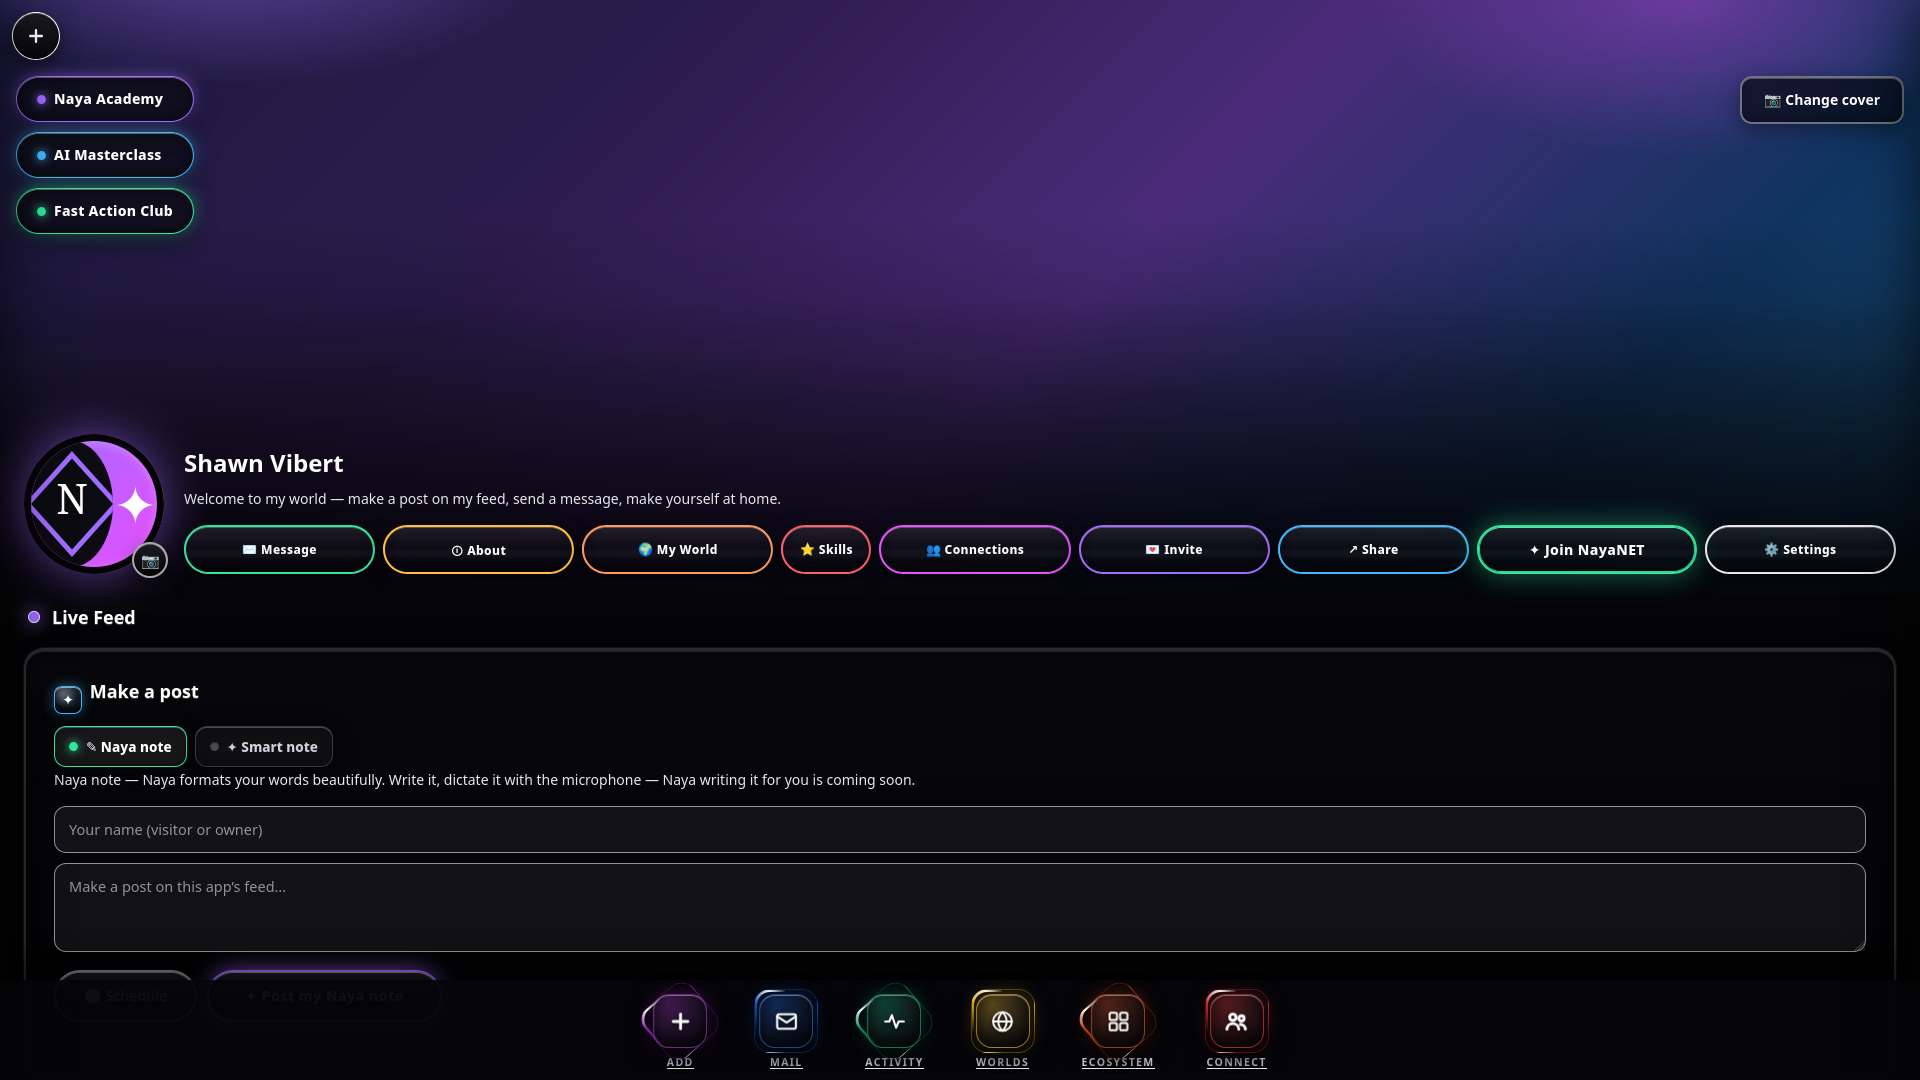 Naya Academy
AI Masterclass
Fast Action Club
Change cover
N
Shawn Vibert
Welcome to my world — make a post on my feed, send a message, make yourself at home.
Message
About
My World
Skills
Connections
Invite
Share
Join NayaNET
Settings
Live Feed
Make a post
Naya note
Smart note
Naya note — Naya formats your words beautifully. Write it, dictate it with the microphone — Naya writing it for you is coming soon.
Your name (visitor or owner)
Make a post on this app's feed...
Schedule
Post my Naya note
ADD
MAIL
ACTIVITY
WORLDS
ECOSYSTEM
CONNECT